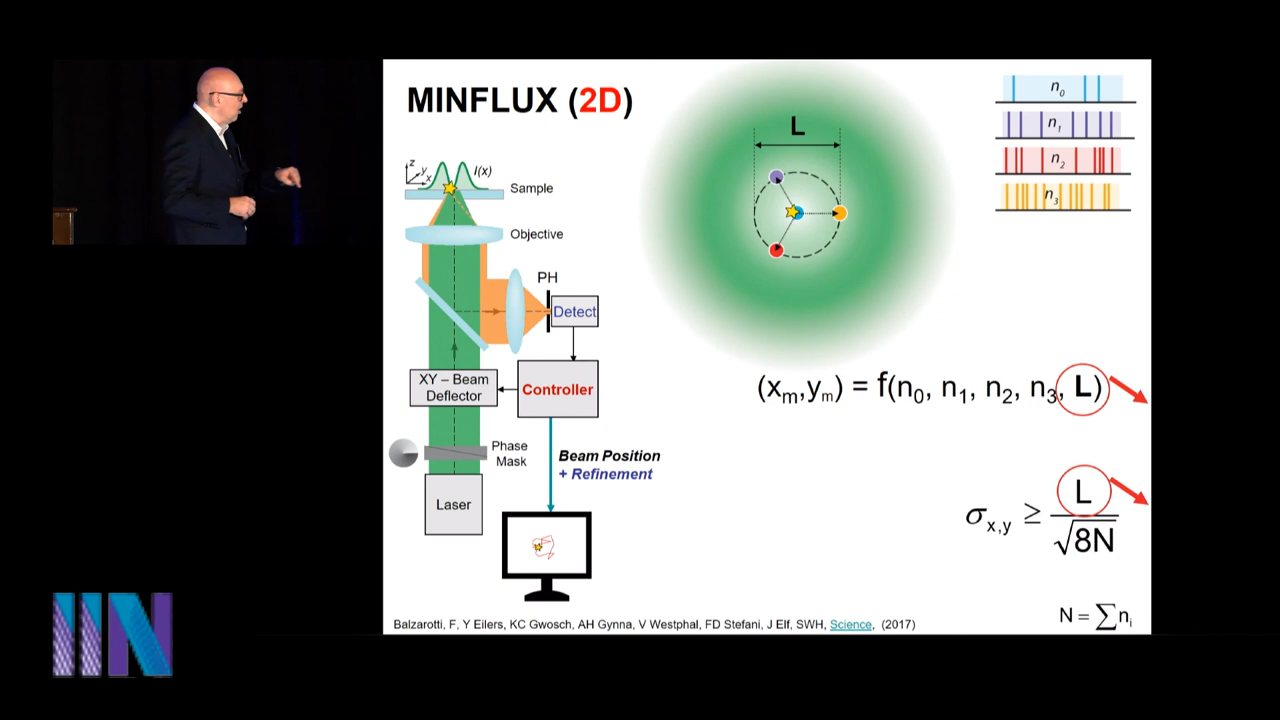 MINFLUX (2D)
z
y
x
I(x)
Sample
Objective
PH
Detect
XY – Beam
Deflector
Controller
Phase
Mask
Beam Position
+ Refinement
Laser
L
n0
n1
n2
n3
(xm,ym) = f(n0, n1, n2, n3, L)
σx,y ≥ L
√8N
N = ∑ni
Balzarotti, F, Y Eilers, KC Gwosch, AH Gynna, V Westphal, FD Stefani, J Elf, SWH, Science, (2017)
IIN